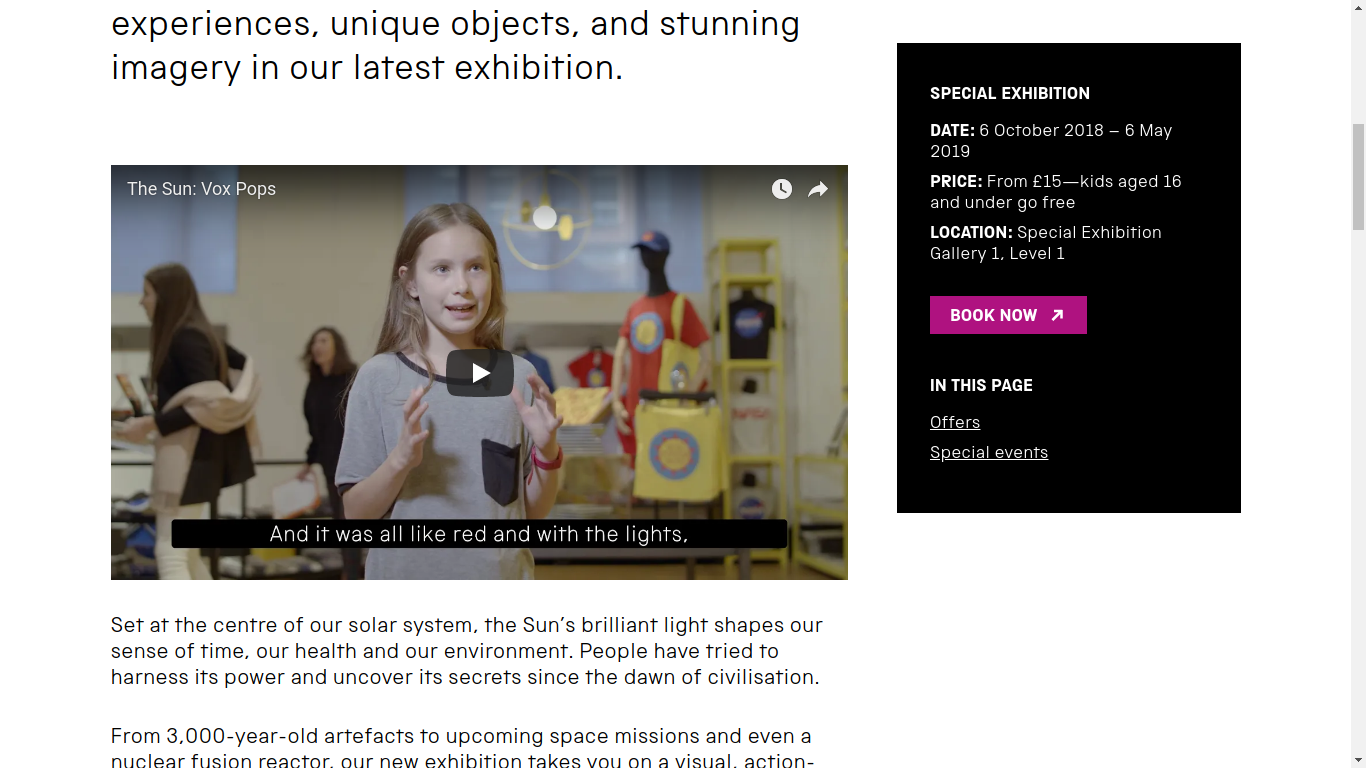 experiences, unique objects, and stunning
imagery in our latest exhibition.
The Sun: Vox Pops
And it was all like red and with the lights,
Set at the centre of our solar system, the Sun’s brilliant light shapes our
sense of time, our health and our environment. People have tried to
harness its power and uncover its secrets since the dawn of civilisation.
From 3,000-year-old artefacts to upcoming space missions and even a
nuclear fusion reactor, our new exhibition takes you on a visual, action-
SPECIAL EXHIBITION
DATE: 6 October 2018 – 6 May
2019
PRICE: From £15—kids aged 16
and under go free
LOCATION: Special Exhibition
Gallery 1, Level 1
BOOK NOW
IN THIS PAGE
Offers
Special events